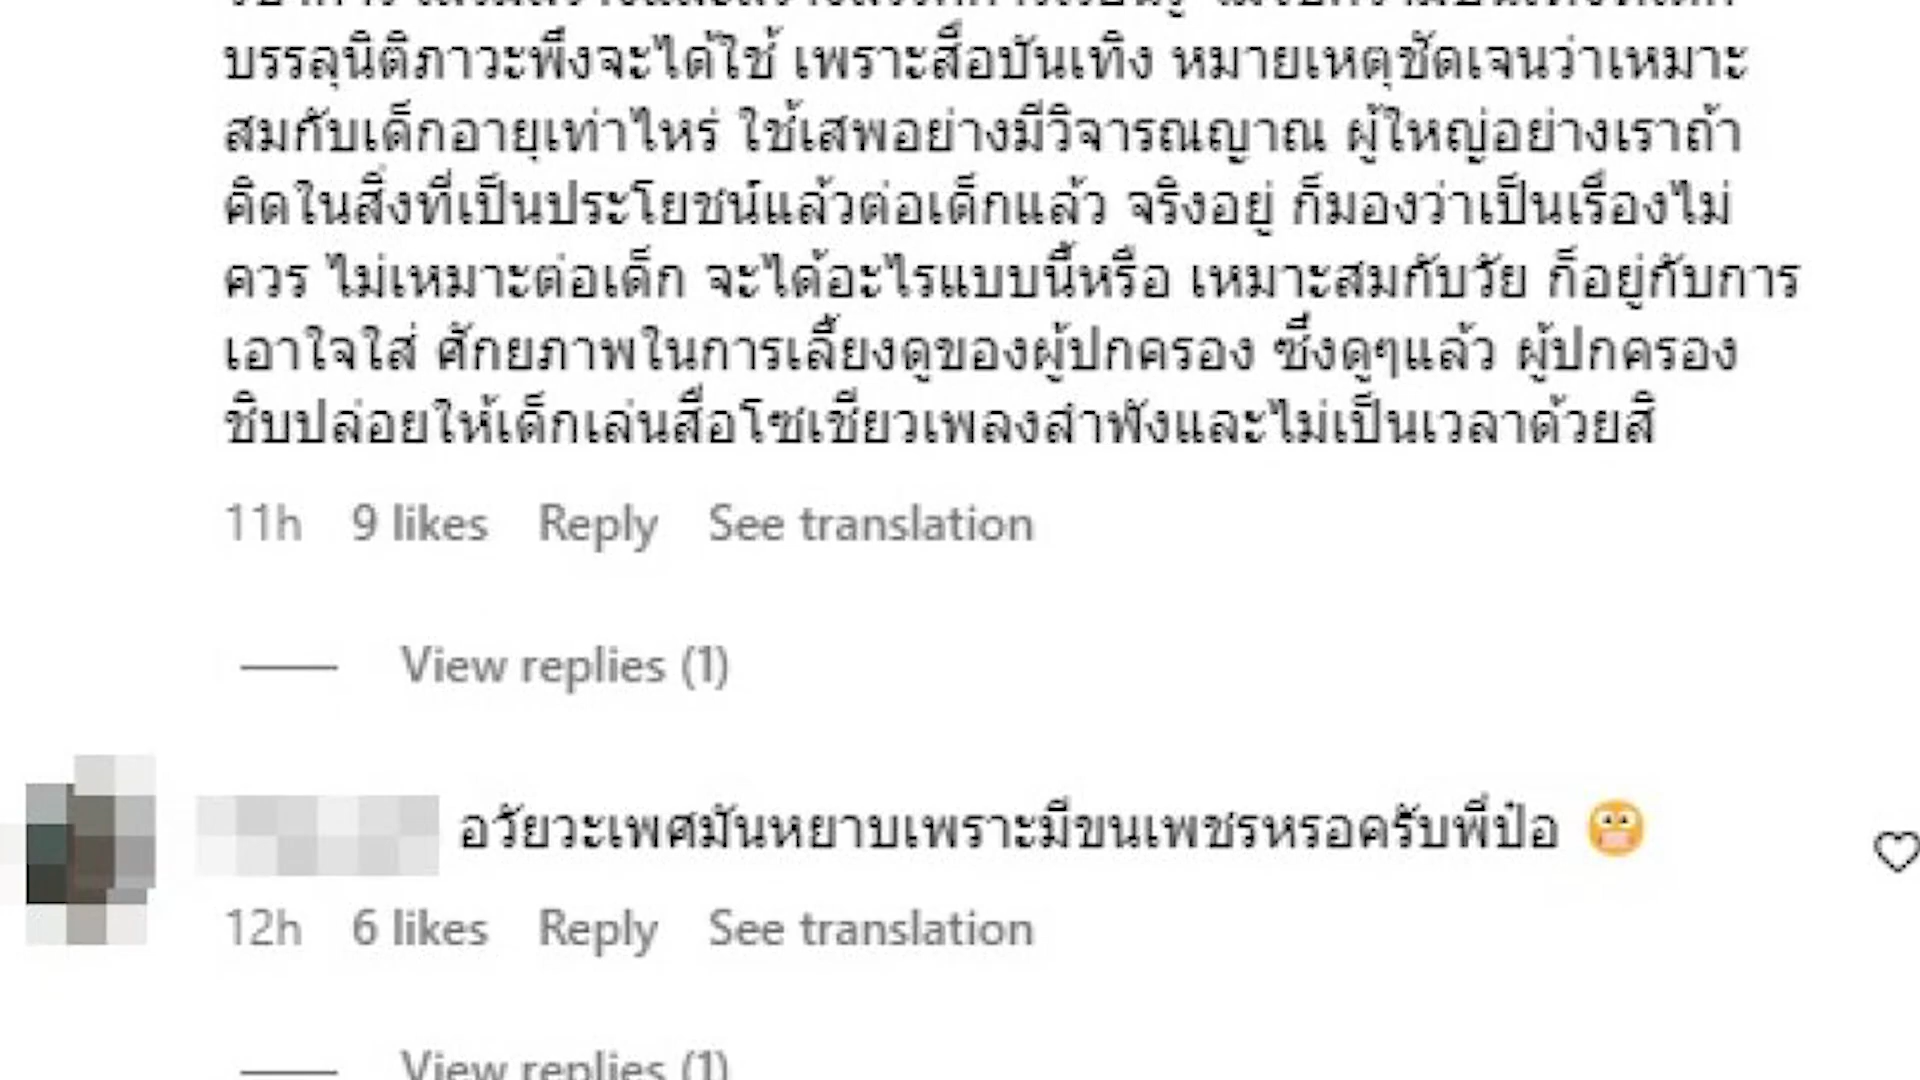 บรรลุนิติภาวะพึงจะได้ใช้ เพราะสื่อบันเทิง หมายเหตุชัดเจนว่าเหมาะ
สมกับเด็กอายุเท่าไหร่ ใช้เสพอย่างมีวิจารณญาณ ผู้ใหญ่อย่างเราถ้า
คิดในสิ่งที่เป็นประโยชน์แล้วต่อเด็กแล้ว จริงอยู่ ก็มองว่าเป็นเรื่องไม่
ควร ไม่เหมาะต่อเด็ก จะได้อะไรแบบนี้หรือ เหมาะสมกับวัย ก็อยู่กับการ
เอาใจใส่ ศักยภาพในการเลี้ยงดูของผู้ปกครอง ซึ่งดูๆแล้ว ผู้ปกครอง
ชิบปล่อยให้เด็กเล่นสื่อโซเชียวเพลงสำฟังและไม่เป็นเวลาด้วยสิ
11h 9 likes Reply See translation
View replies (1)
อวัยวะเพศมันหยาบเพราะมีขนเพชรหรอครับพี่ป๋อ 😬
12h 6 likes Reply See translation
View replies (1)